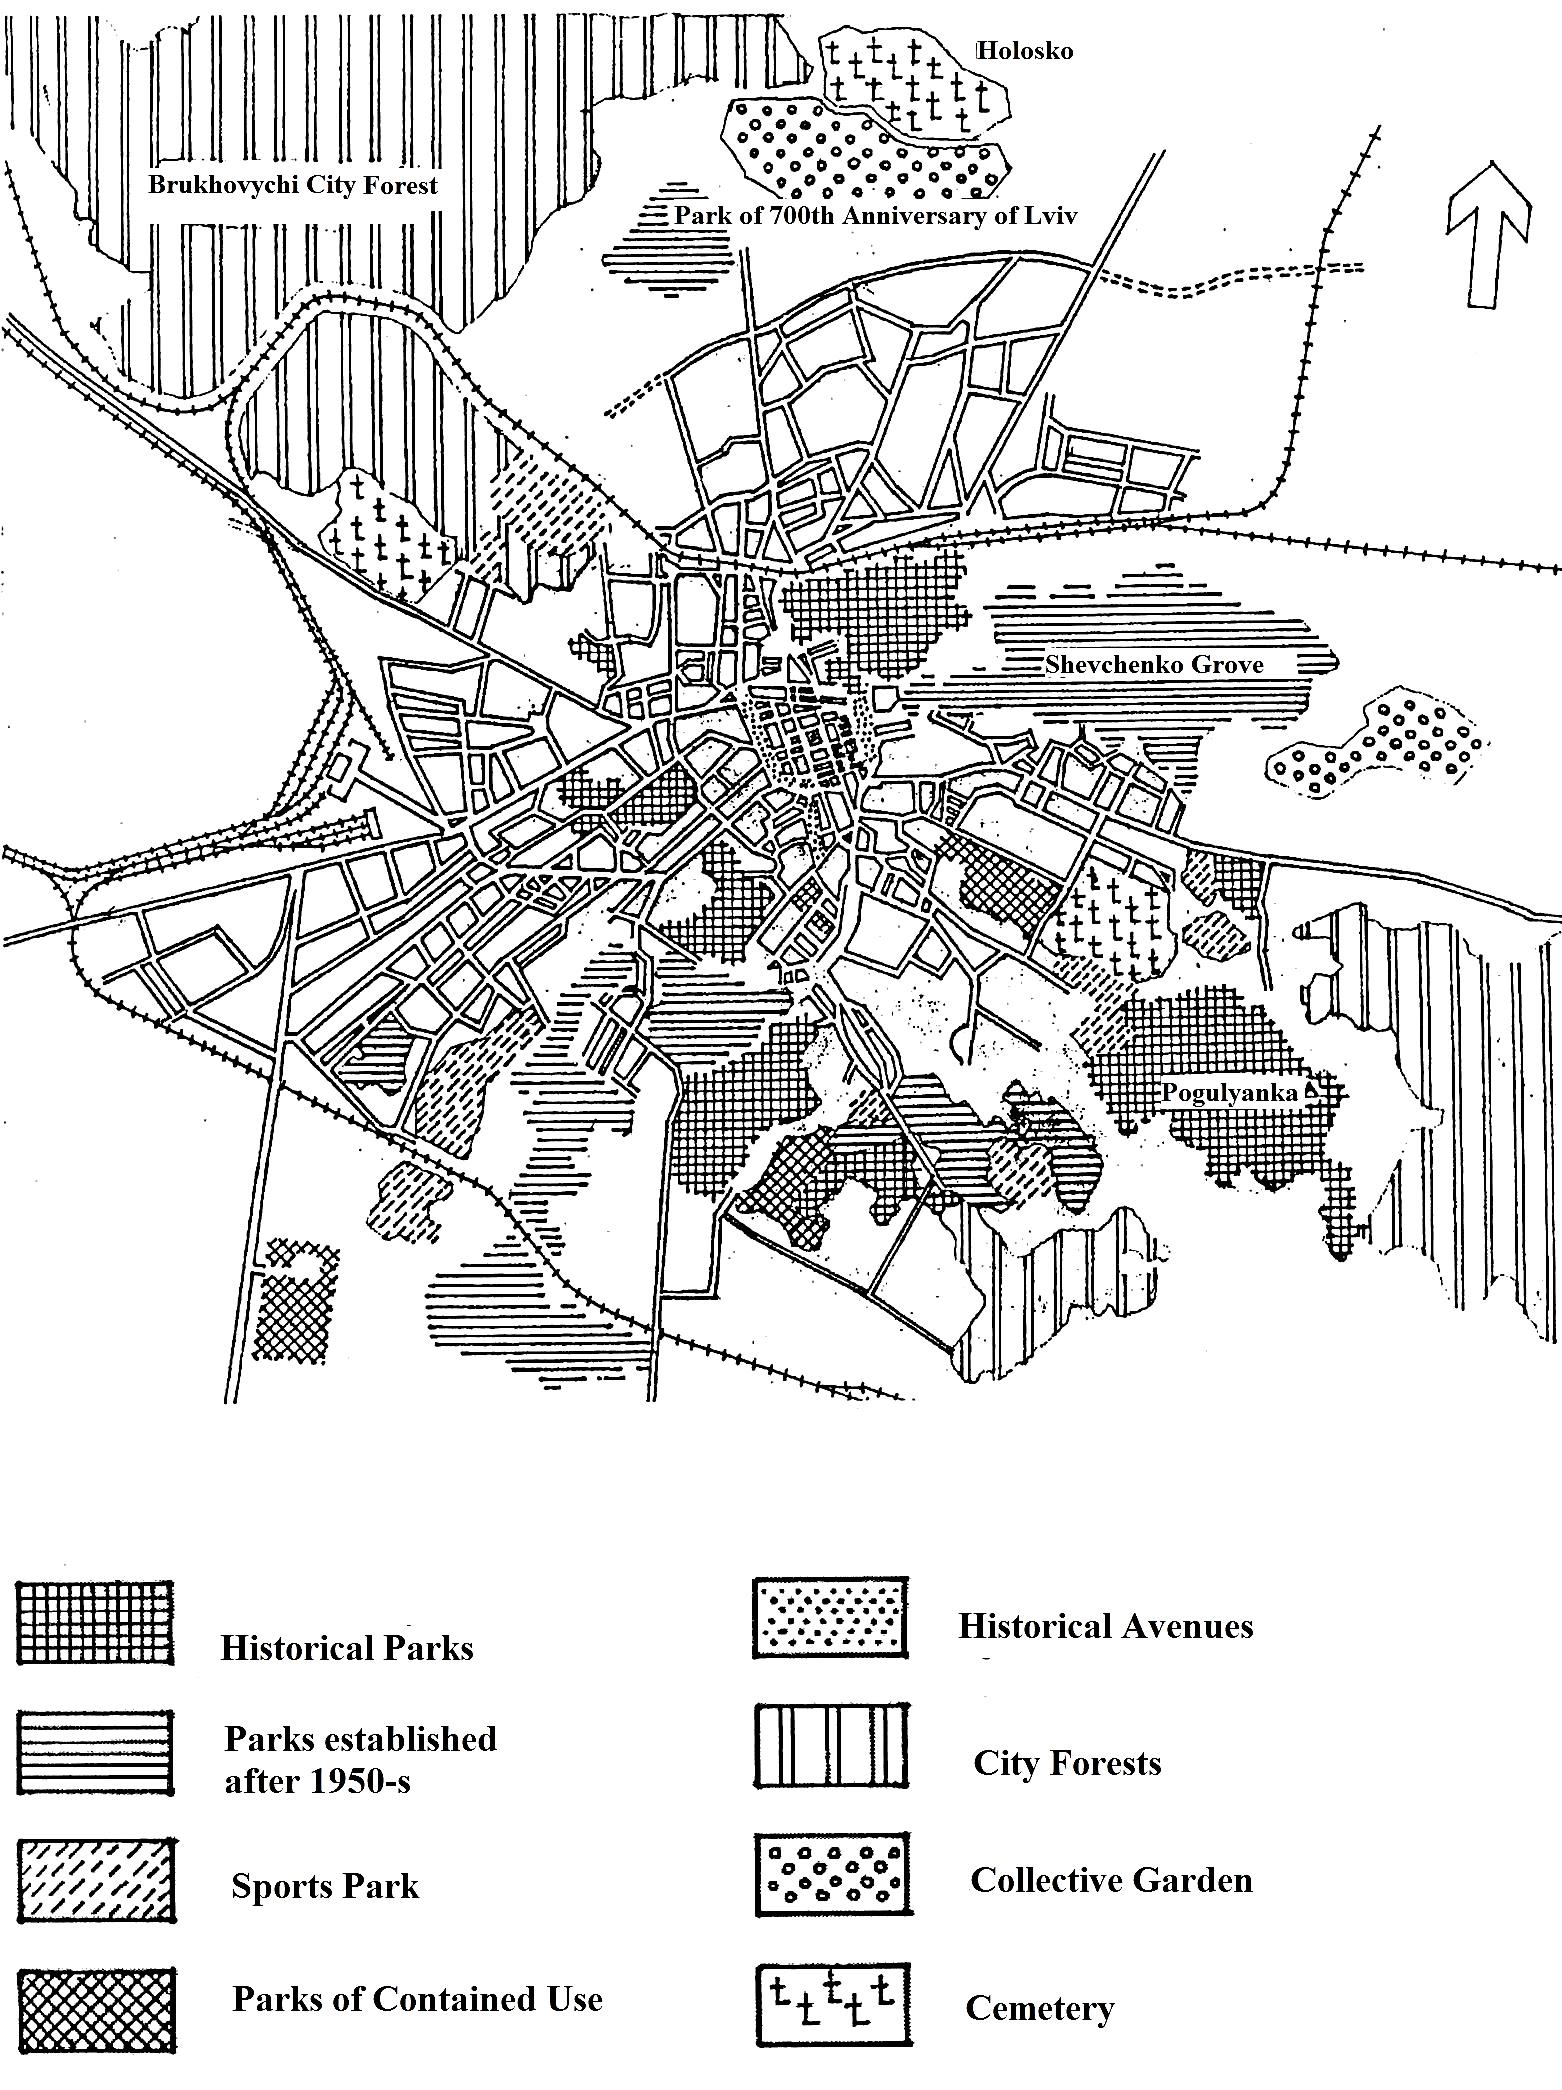 Holosko
Brukhovychi City Forest
Park of 700th Anniversary of Lviv
Shevchenko Grove
Pogulyanka
Historical Parks
Parks established
after 1950-s
Sports Park
Parks of Contained Use
Historical Avenues
City Forests
Collective Garden
Cemetery